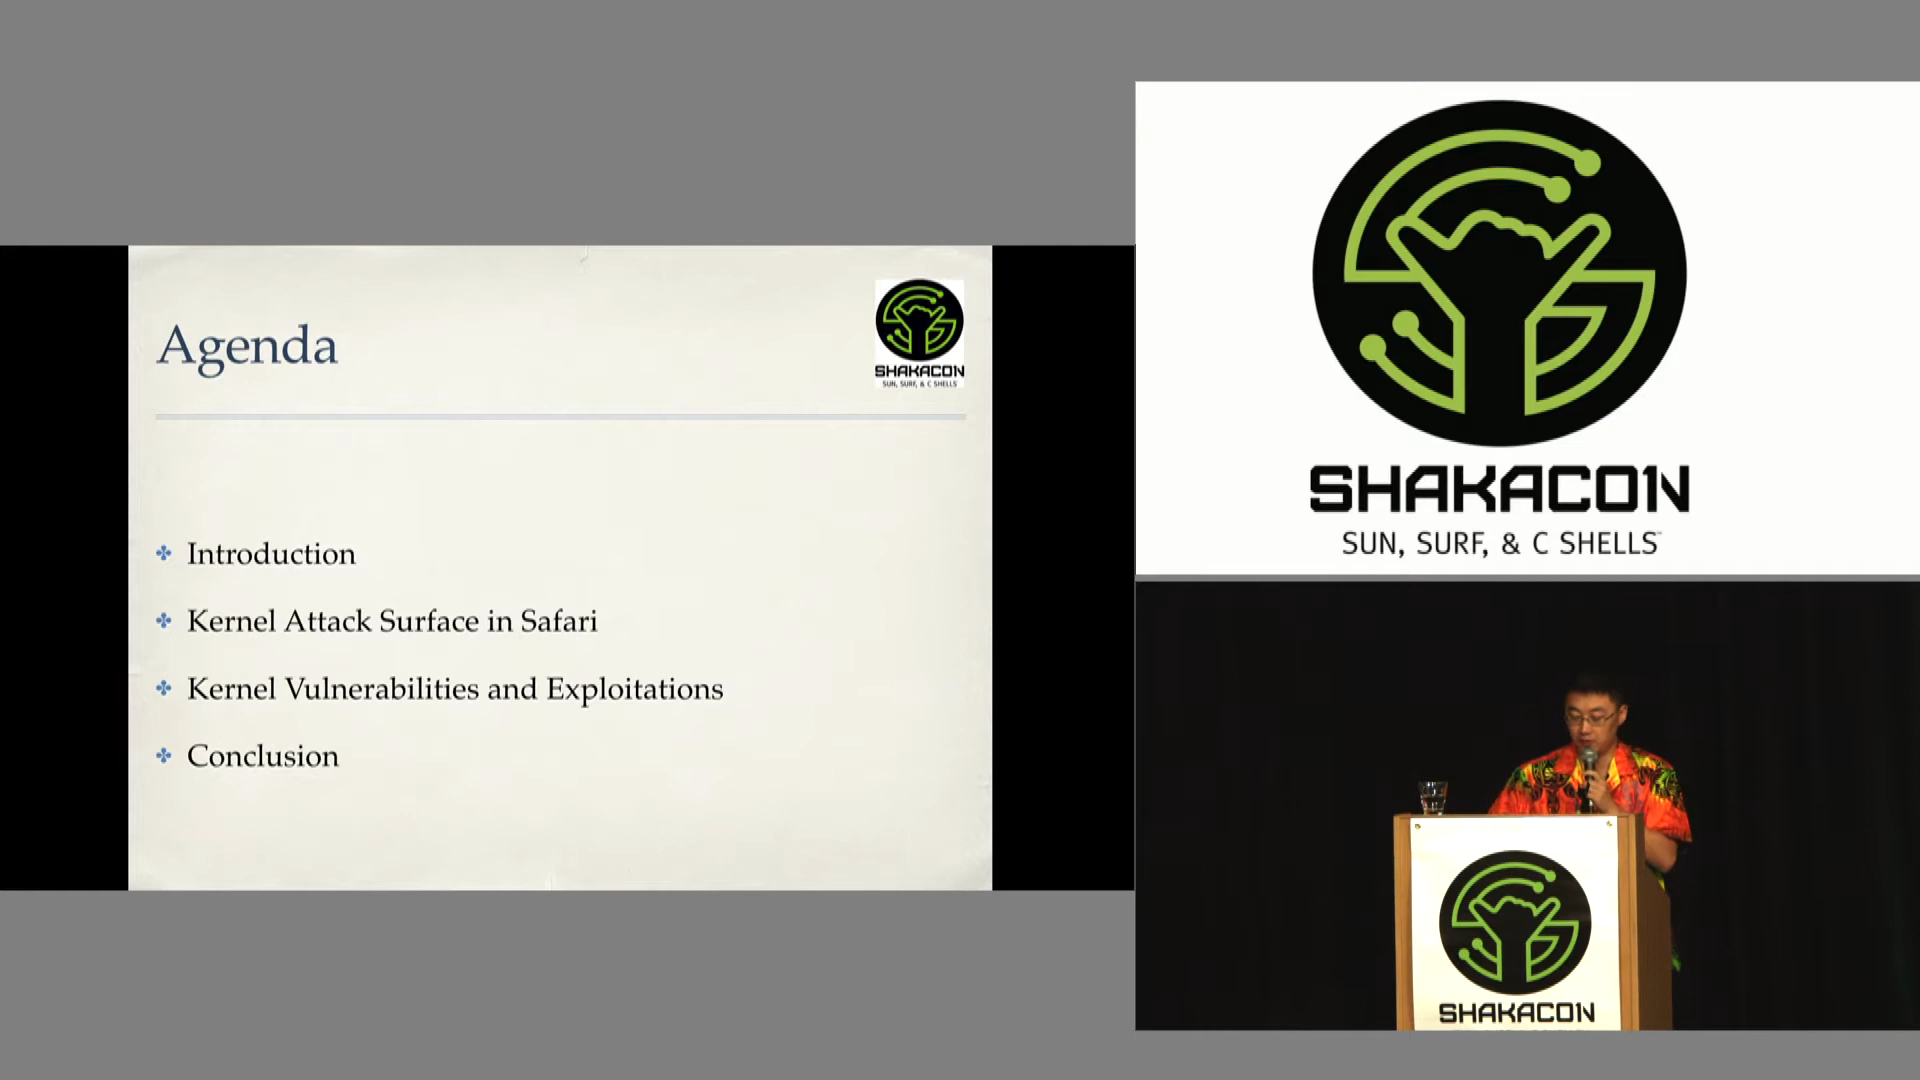 Agenda
SHAKACON
SUN, SURF, & C SHELLS
Introduction
Kernel Attack Surface in Safari
Kernel Vulnerabilities and Exploitations
Conclusion
SHAKACON
SUN, SURF, & C SHELLS
SHAKACON